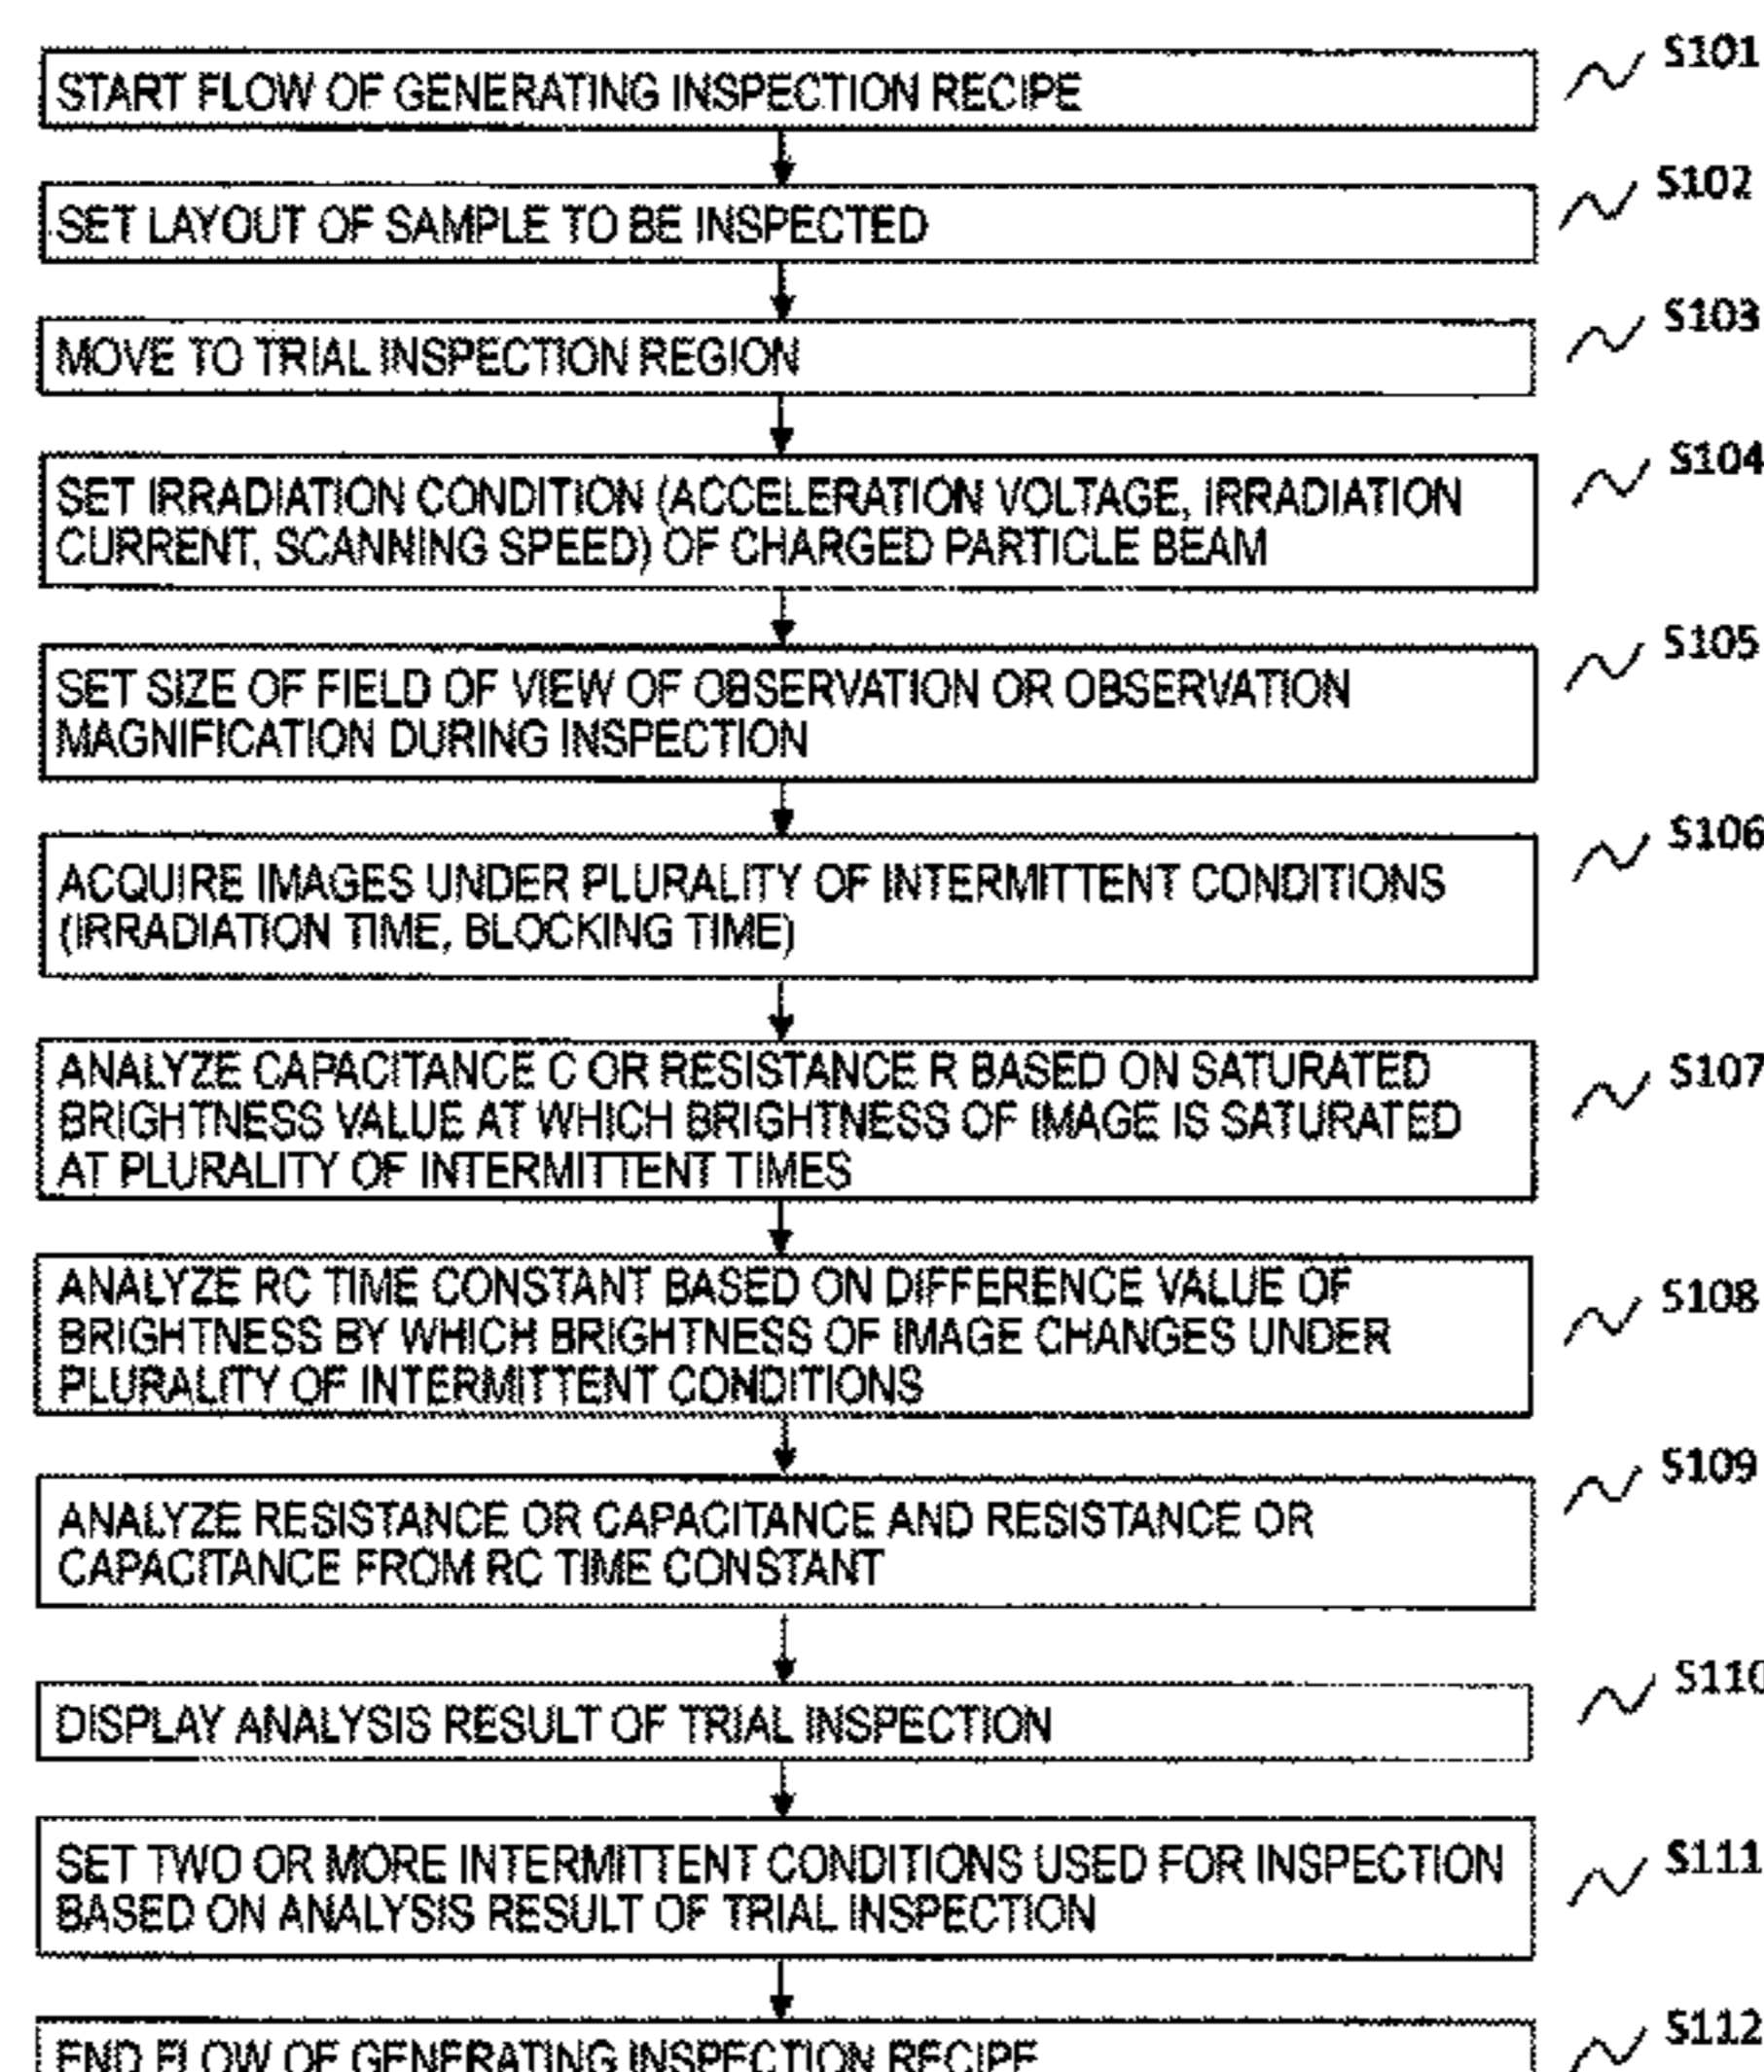 S101
START FLOW OF GENERATING INSPECTION RECIPE
S102
SET LAYOUT OF SAMPLE TO BE INSPECTED
S103
MOVE TO TRIAL INSPECTION REGION
S104
SET IRRADIATION CONDITION (ACCELERATION VOLTAGE, IRRADIATION
CURRENT, SCANNING SPEED) OF CHARGED PARTICLE BEAM
S105
SET SIZE OF FIELD OF VIEW OF OBSERVATION OR OBSERVATION
MAGNIFICATION DURING INSPECTION
S106
ACQUIRE IMAGES UNDER PLURALITY OF INTERMITTENT CONDITIONS
(IRRADIATION TIME, BLOCKING TIME)
S107
ANALYZE CAPACITANCE C OR RESISTANCE R BASED ON SATURATED
BRIGHTNESS VALUE AT WHICH BRIGHTNESS OF IMAGE IS SATURATED
AT PLURALITY OF INTERMITTENT TIMES
S108
ANALYZE RC TIME CONSTANT BASED ON DIFFERENCE VALUE OF
BRIGHTNESS BY WHICH BRIGHTNESS OF IMAGE CHANGES UNDER
PLURALITY OF INTERMITTENT CONDITIONS
S109
ANALYZE RESISTANCE OR CAPACITANCE AND RESISTANCE OR
CAPACITANCE FROM RC TIME CONSTANT
S110
DISPLAY ANALYSIS RESULT OF TRIAL INSPECTION
S111
SET TWO OR MORE INTERMITTENT CONDITIONS USED FOR INSPECTION
BASED ON ANALYSIS RESULT OF TRIAL INSPECTION
S112
END FLOW OF GENERATING INSPECTION RECIPE